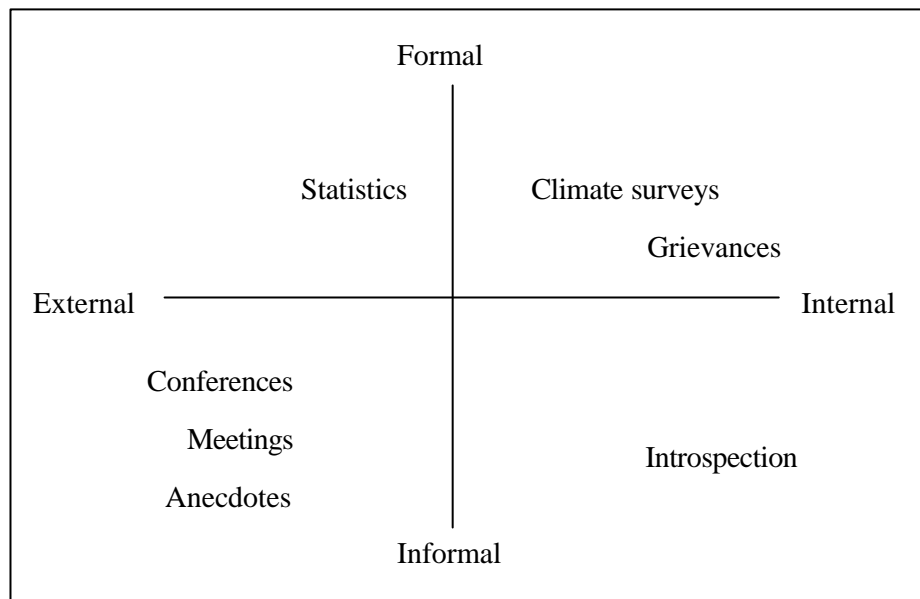 Formal
Statistics Climate surveys
Grievances
External Internal
Conferences
Meetings
Introspection
Anecdotes
Informal